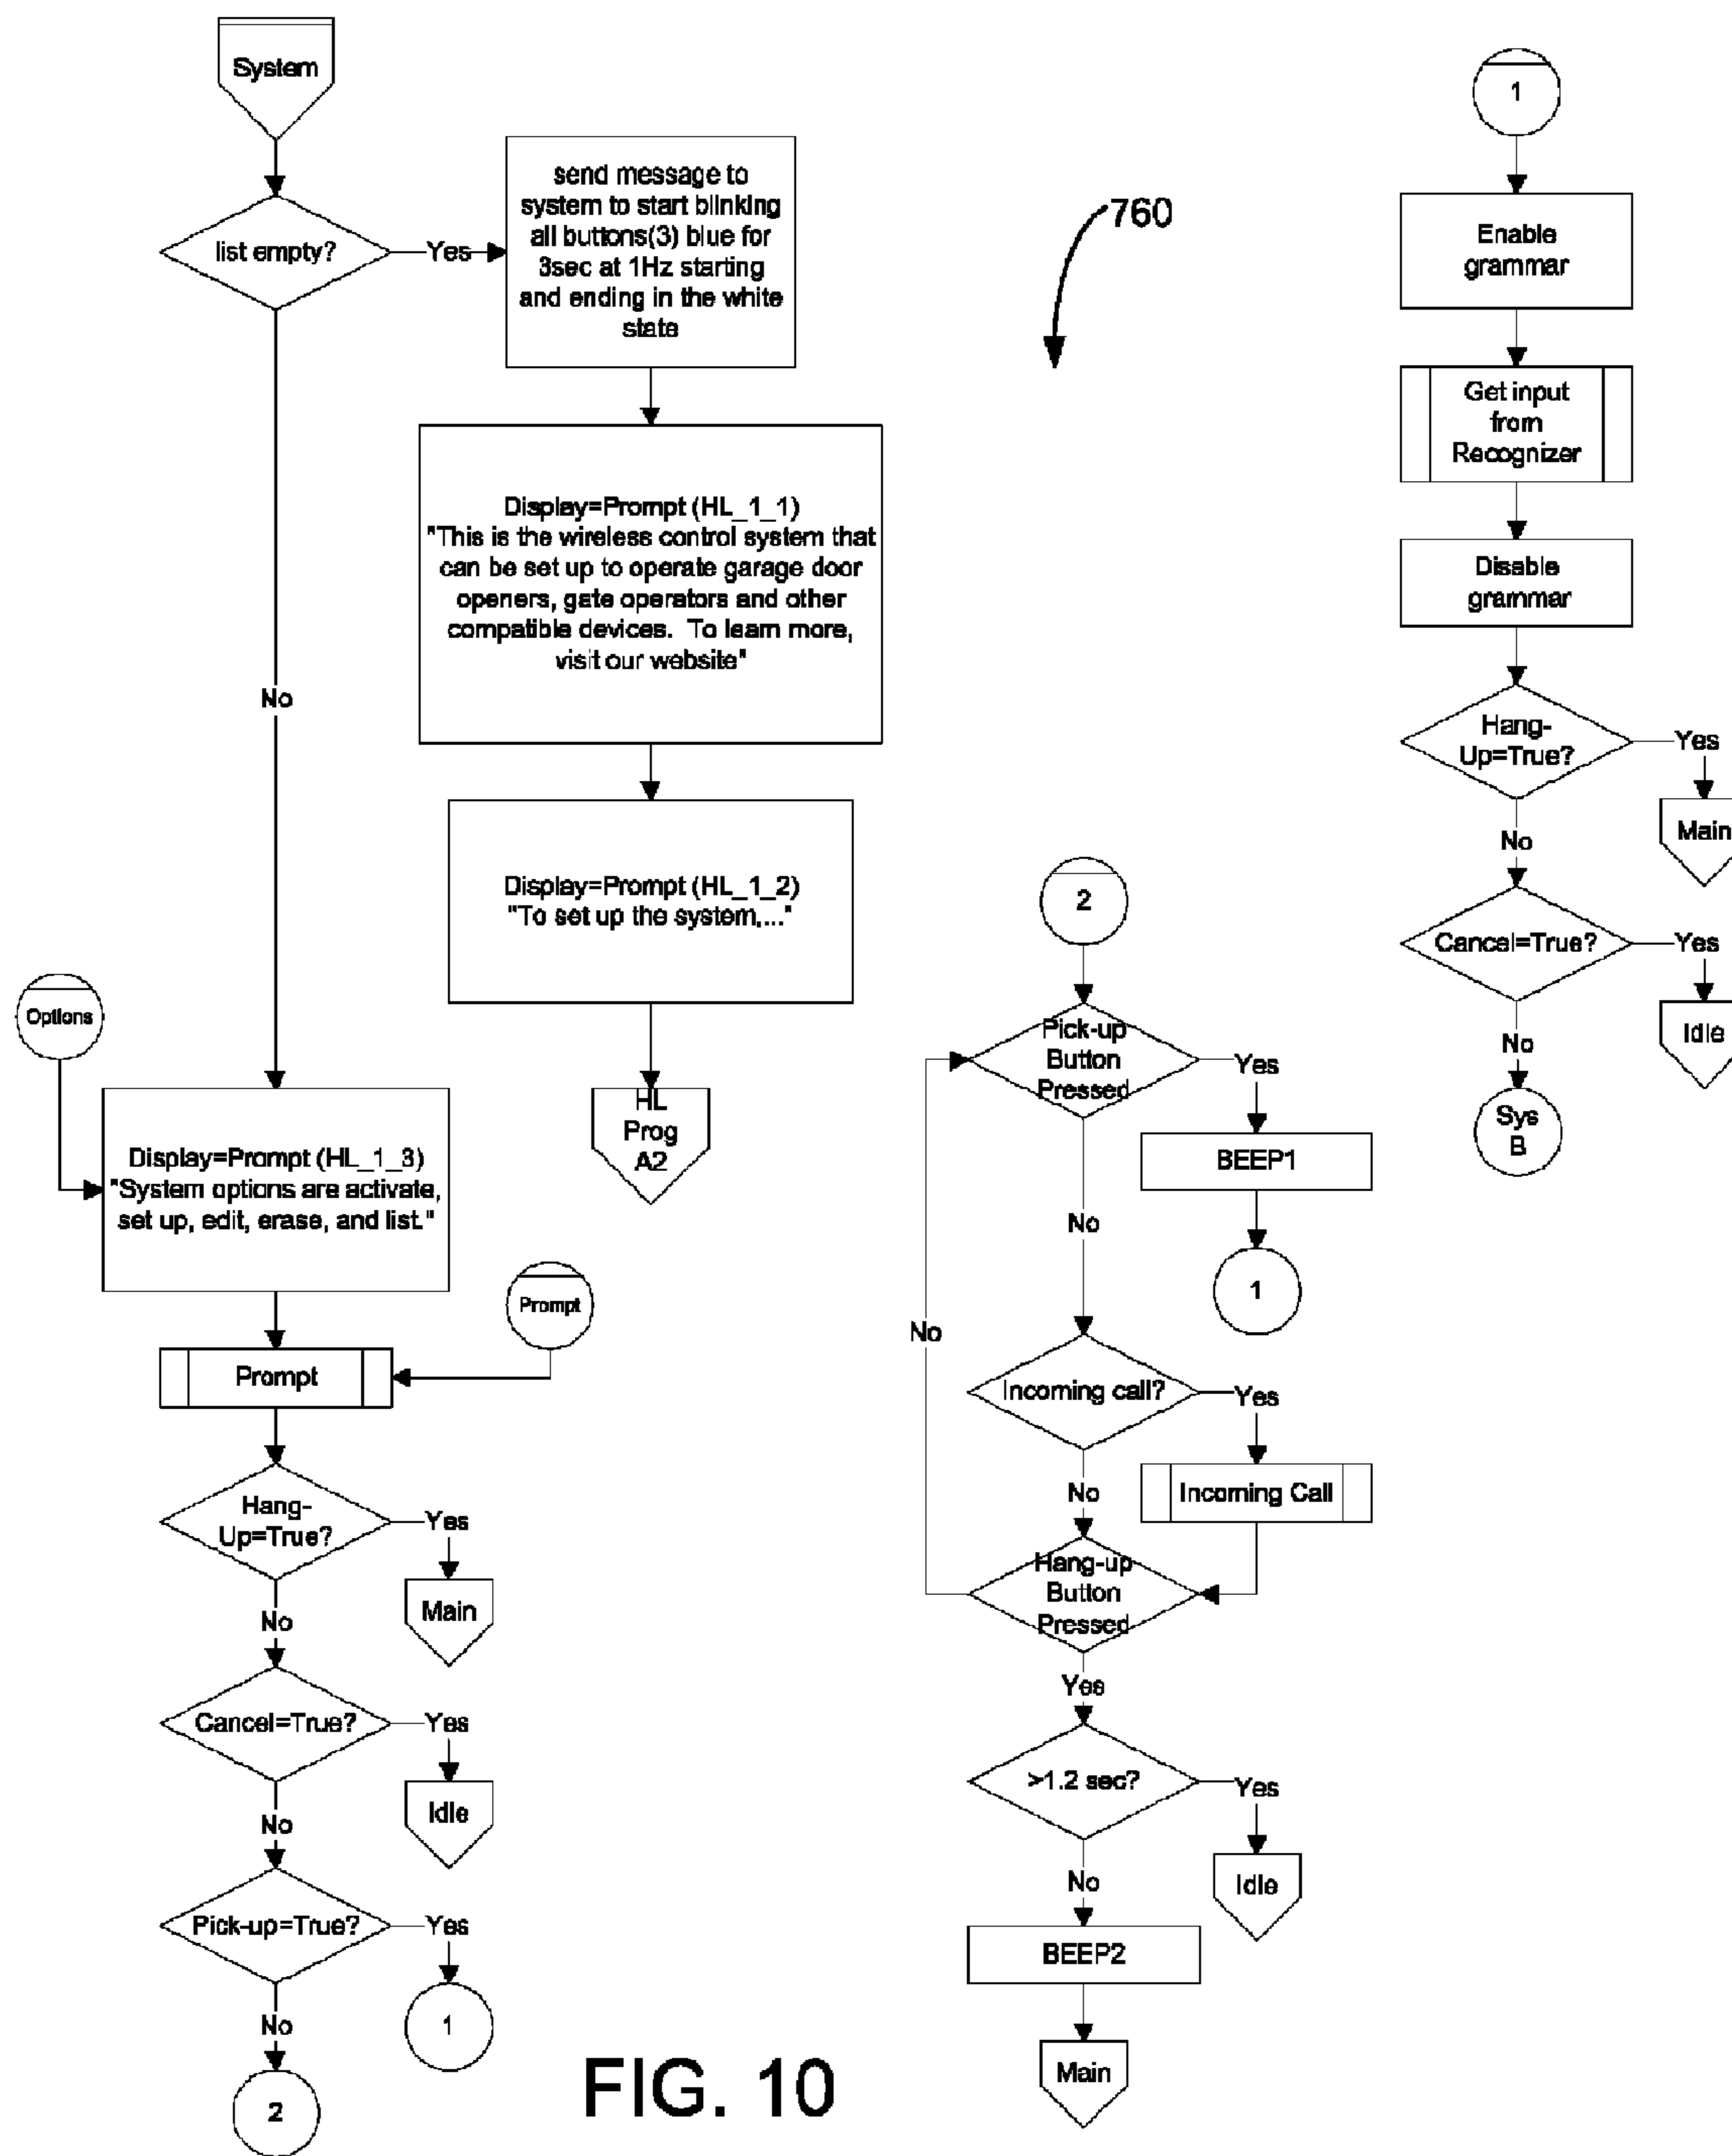 System
list empty?
Yes
send message to
system to start blinking
all buttons(3) blue for
3sec at 1Hz starting
and ending in the white
state
Display=Prompt (HL_1_1)
"This is the wireless control system that
can be set up to operate garage door
openers, gate operators and other
compatible devices. To learn more,
visit our website"
No
Display=Prompt (HL_1_2)
"To set up the system,..."
HL
Prog
A2
Options
Display=Prompt (HL_1_3)
"System options are activate,
set up, edit, erase, and list."
Prompt
Prompt
Hang-
Up=True?
Yes
Main
No
Cancel=True?
Yes
Idle
No
Pick-up=True?
Yes
1
No
2
760
2
Pick-up
Button
Pressed
Yes
BEEP1
1
No
No
Incoming call?
Yes
Incoming Call
No
Hang-up
Button
Pressed
Yes
>1.2 sec?
Yes
Idle
No
BEEP2
Main
1
Enable
grammar
Get input
from
Recognizer
Disable
grammar
Hang-
Up=True?
Yes
Main
No
Cancel=True?
Yes
Idle
No
Sys
B
FIG. 10